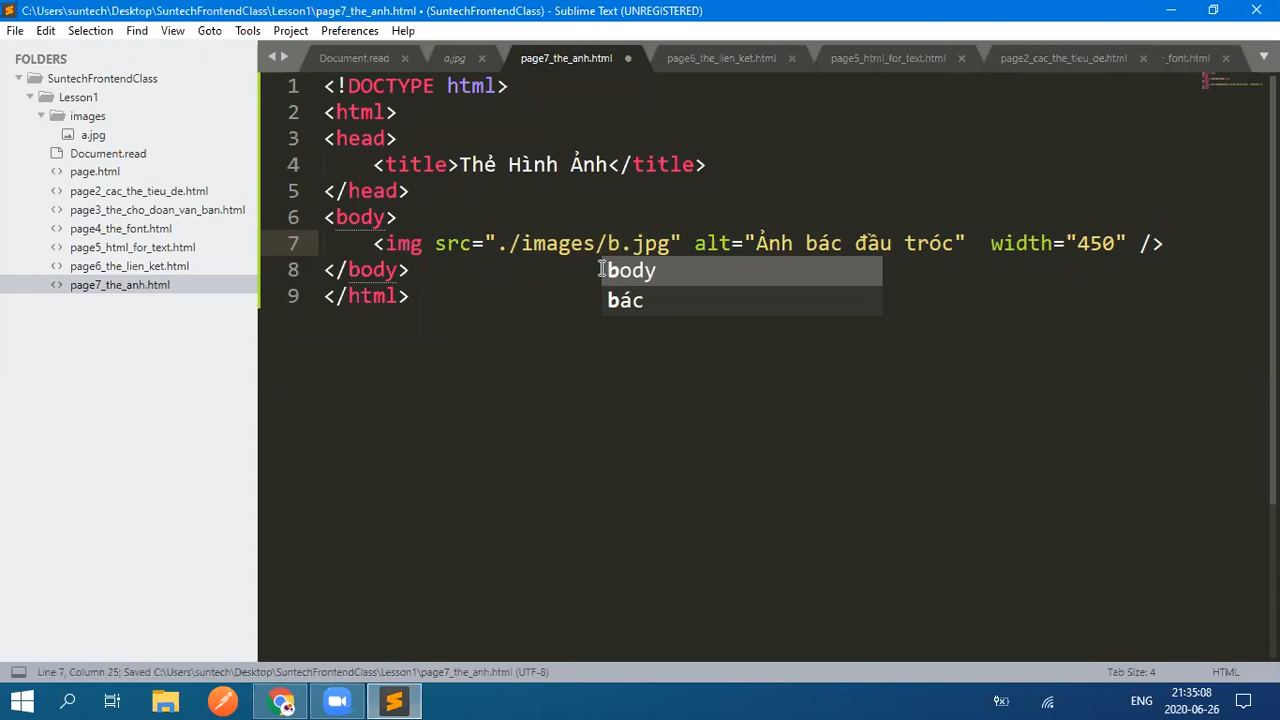 C:\Users\suntech\Desktop\SuntechFrontendClass\Lesson1\page7_the_anh.html • (SuntechFrontendClass) - Sublime Text (UNREGISTERED)
File Edit Selection Find View Goto Tools Project Preferences Help
FOLDERS
SuntechFrontendClass
Lesson1
images
a.jpg
Document.read
page.html
page2_cac_the_tieu_de.html
page3_the_cho_doan_van_ban.html
page4_the_font.html
page5_html_for_text.html
page6_the_lien_ket.html
page7_the_anh.html
Document.read a.jpg page7_the_anh.html page6_the_lien_ket.html page5_html_for_text.html page2_cac_the_tieu_de.html _font.html
1 <!DOCTYPE html>
2 <html>
3 <head>
4 <title>Thẻ Hình Ảnh</title>
5 </head>
6 <body>
7 <img src="./images/b.jpg" alt="Ảnh bác đầu tróc"  width="450" />
8 </body>
9 </html>
body
bác
Line 7, Column 25; Saved C:\Users\suntech\Desktop\SuntechFrontendClass\Lesson1\page7_the_anh.html (UTF-8) Tab Size: 4 HTML
ENG
21:35:08
2020-06-26